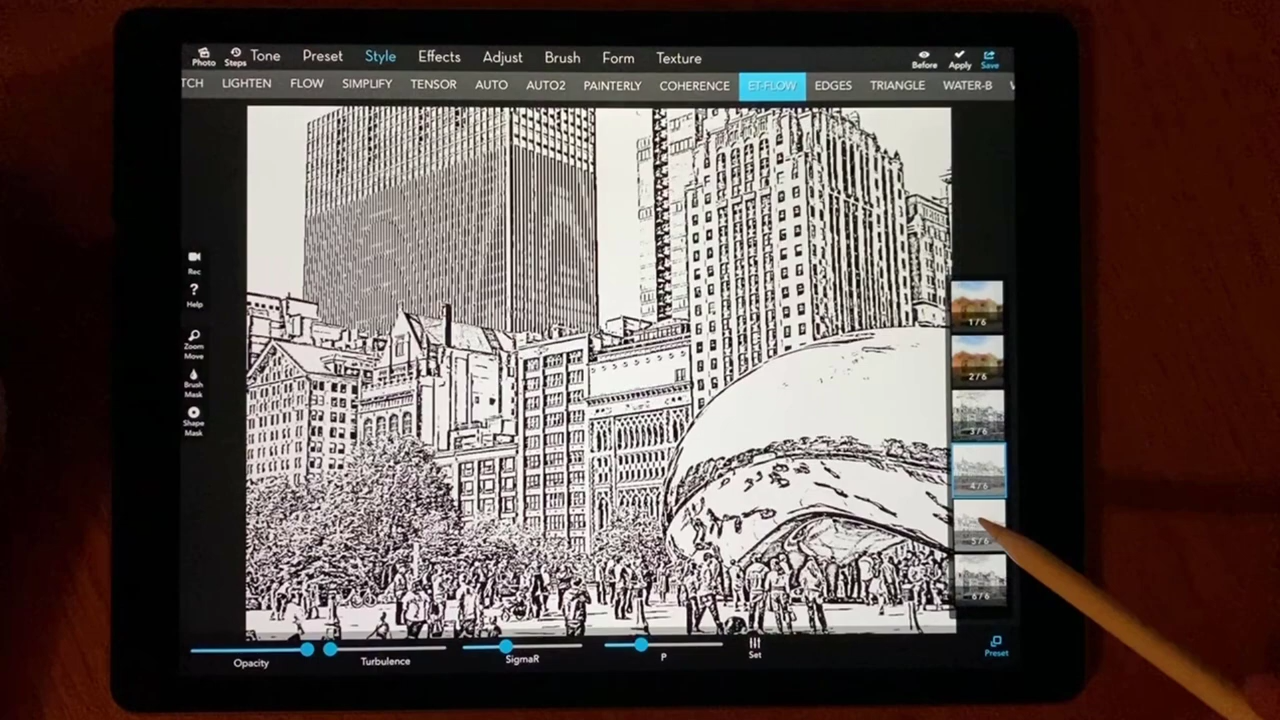 Photo Steps Tone Preset Style Effects Adjust Brush Form Texture Before Apply Save
TCH LIGHTEN FLOW SIMPLIFY TENSOR AUTO AUTO2 PAINTERLY COHERENCE ET-FLOW EDGES TRIANGLE WATER-B
Rec
Help
Zoom
Move
Brush
Mask
Shape
Mask
1/6
2/6
3/6
4/6
5/6
6/6
Opacity Turbulence SigmaR P Set Preset